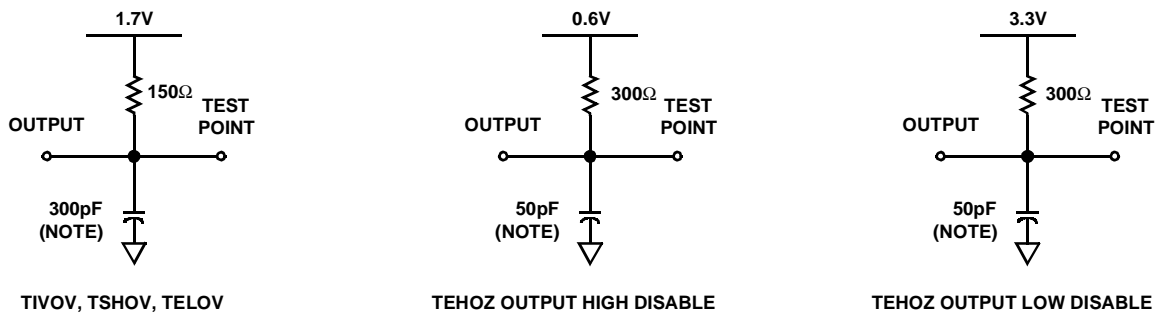 1.7V
150Ω
TEST
POINT
OUTPUT
300pF
(NOTE)
TIVOV, TSHOV, TELOV
0.6V
300Ω
TEST
POINT
OUTPUT
50pF
(NOTE)
TEHOZ OUTPUT HIGH DISABLE
3.3V
300Ω
TEST
POINT
OUTPUT
50pF
(NOTE)
TEHOZ OUTPUT LOW DISABLE